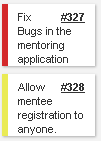 Fix #327
Bugs in the
mentoring
application
Allow #328
mentee
registration to
anyone.